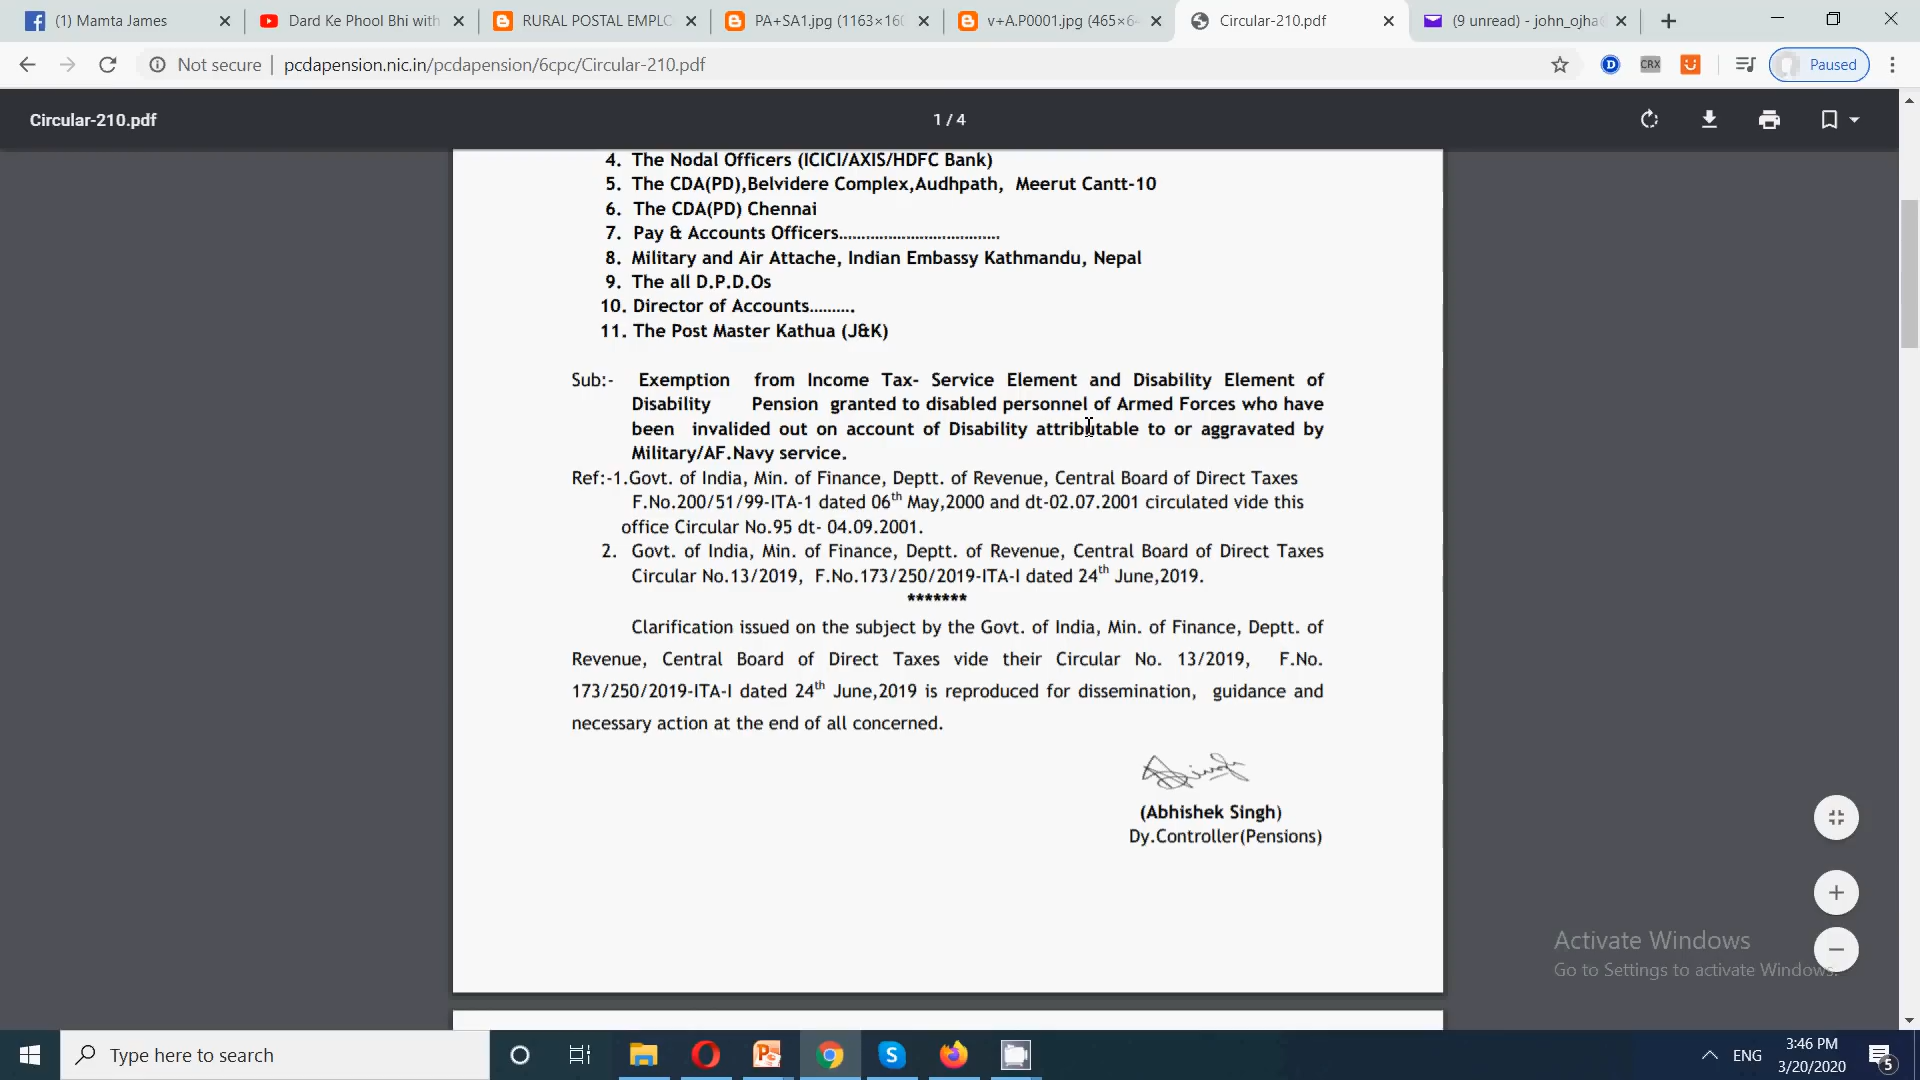 (1) Mamta James
Dard Ke Phool Bhi with
RURAL POSTAL EMPLO
PA+SA1.jpg (1163×160
v+A.P0001.jpg (465×64
Circular-210.pdf
(9 unread) - john_ojha
Not secure | pcdapension.nic.in/pcdapension/6cpc/Circular-210.pdf
CRX
Paused
Circular-210.pdf
1 / 4
4. The Nodal Officers (ICICI/AXIS/HDFC Bank)
5. The CDA(PD),Belvidere Complex,Audhpath, Meerut Cantt-10
6. The CDA(PD) Chennai
7. Pay & Accounts Officers....................................
8. Military and Air Attache, Indian Embassy Kathmandu, Nepal
9. The all D.P.D.Os
10. Director of Accounts..........
11. The Post Master Kathua (J&K)
Sub:- Exemption from Income Tax- Service Element and Disability Element of
Disability Pension granted to disabled personnel of Armed Forces who have
been invalided out on account of Disability attributable to or aggravated by
Military/AF.Navy service.
Ref:-1.Govt. of India, Min. of Finance, Deptt. of Revenue, Central Board of Direct Taxes
F.No.200/51/99-ITA-1 dated 06th May,2000 and dt-02.07.2001 circulated vide this
office Circular No.95 dt- 04.09.2001.
2. Govt. of India, Min. of Finance, Deptt. of Revenue, Central Board of Direct Taxes
Circular No.13/2019, F.No.173/250/2019-ITA-I dated 24th June,2019.
*******
Clarification issued on the subject by the Govt. of India, Min. of Finance, Deptt. of
Revenue, Central Board of Direct Taxes vide their Circular No. 13/2019, F.No.
173/250/2019-ITA-I dated 24th June,2019 is reproduced for dissemination, guidance and
necessary action at the end of all concerned.
(Abhishek Singh)
Dy.Controller(Pensions)
Activate Windows
Go to Settings to activate Windows.
Type here to search
ENG
3:46 PM
3/20/2020
5